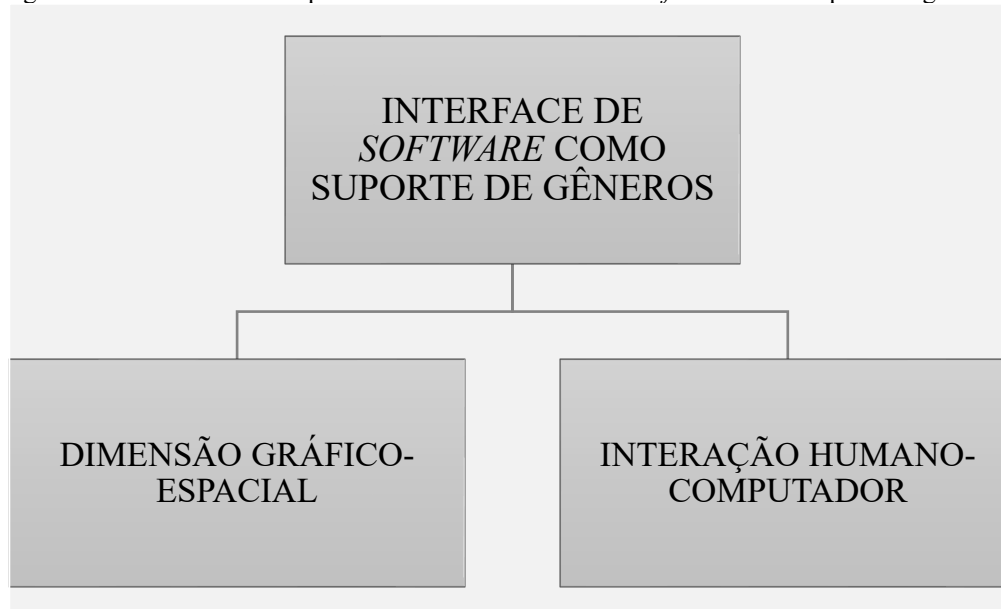 INTERFACE DE
SOFTWARE COMO
SUPORTE DE GÊNEROS
DIMENSÃO GRÁFICO-
ESPACIAL
INTERAÇÃO HUMANO-
COMPUTADOR